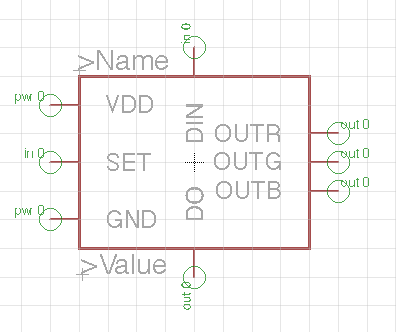 in 0
>Name
pwr 0
VDD
DIN
OUTR
out 0
in 0
SET
OUTG
out 0
OUTB
out 0
pwr 0
GND
DO
>Value
out 0